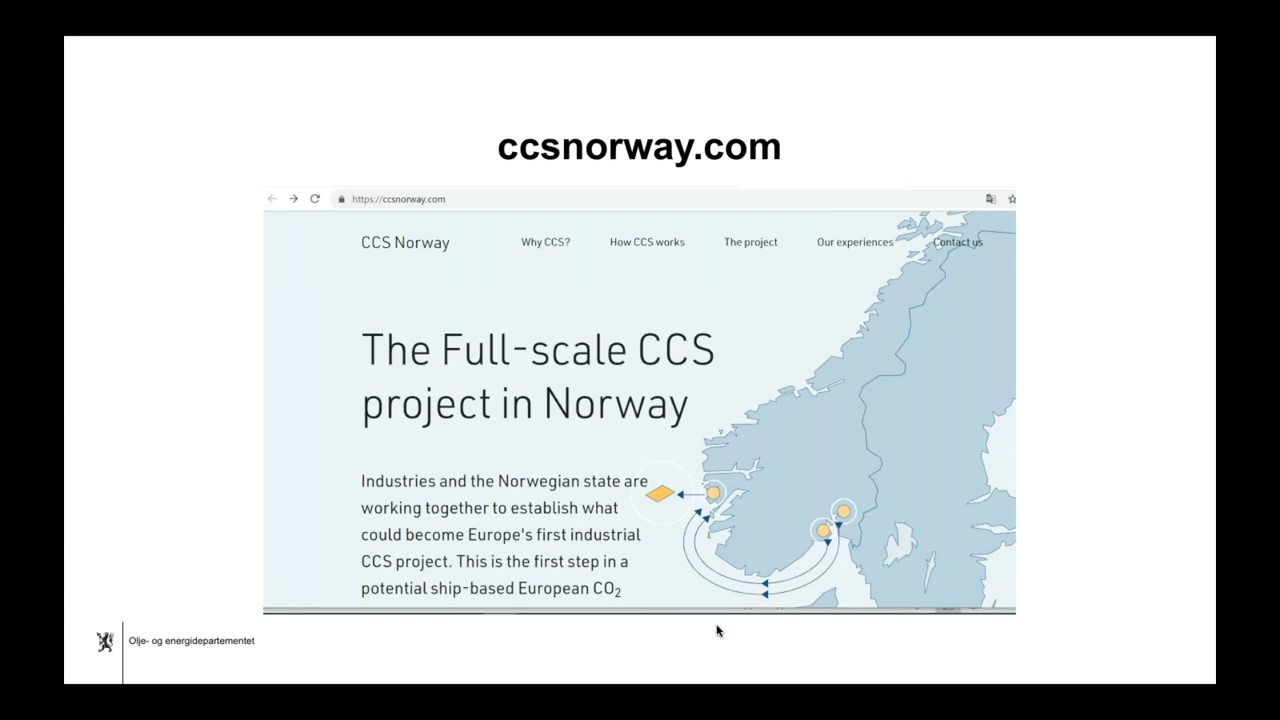 ccsnorway.com
https://ccsnorway.com
CCS Norway Why CCS? How CCS works The project Our experiences Contact us
The Full-scale CCS
project in Norway
Industries and the Norwegian state are
working together to establish what
could become Europe's first industrial
CCS project. This is the first step in a
potential ship-based European CO₂
Olje- og energidepartementet